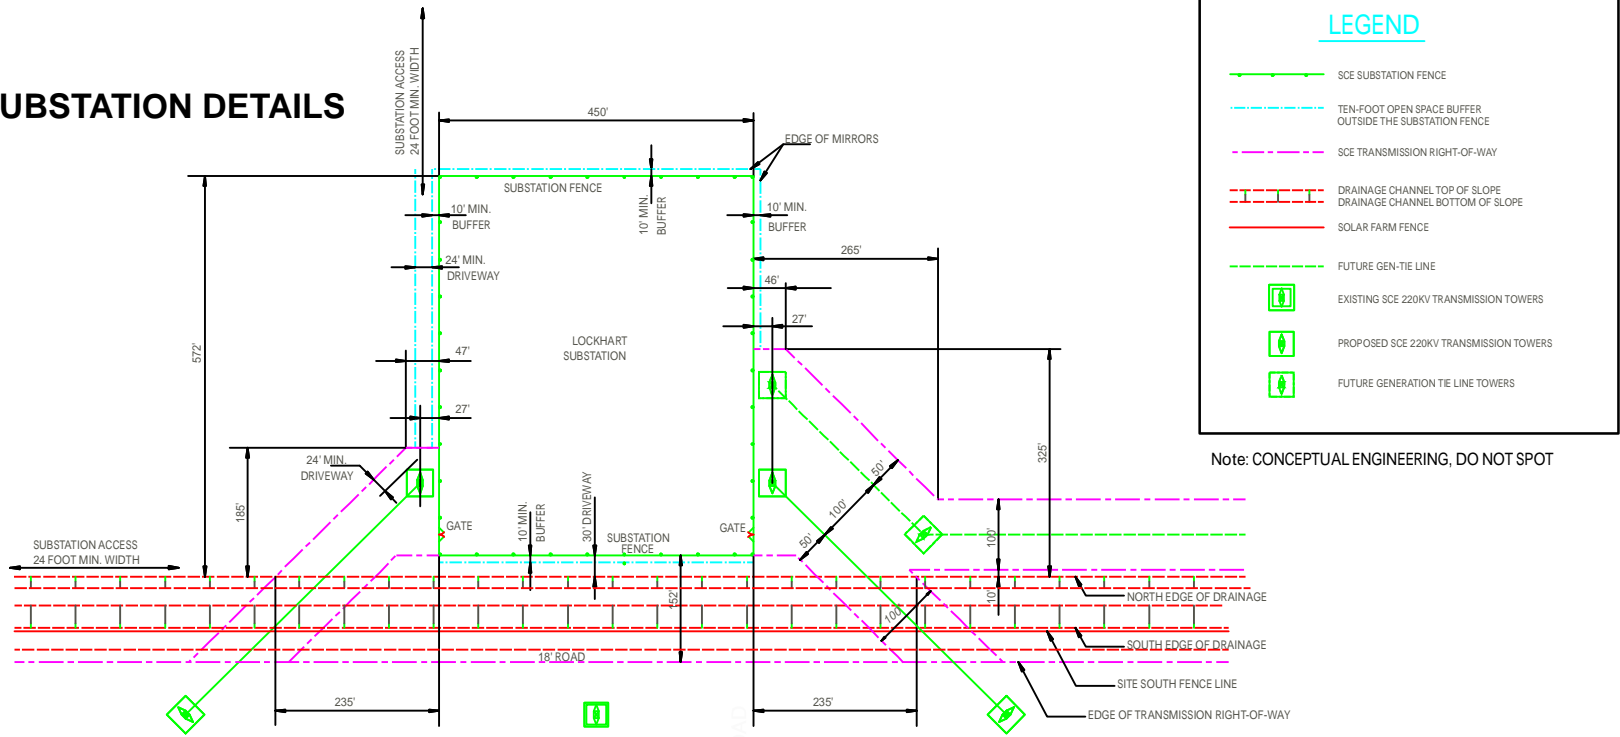 UBSTATION DETAILS
SUBSTATION ACCESS
24 FOOT MIN. WIDTH
450'
EDGE OF MIRRORS
SUBSTATION FENCE
10' MIN.
BUFFER
10' MIN.
BUFFER
10' MIN.
BUFFER
24' MIN.
DRIVEWAY
265'
46'
27'
572'
LOCKHART
SUBSTATION
47'
27'
325'
24' MIN.
DRIVEWAY
185'
GATE
10' MIN.
BUFFER
30' DRIVEWAY
SUBSTATION
FENCE
GATE
50'
100'
50'
100'
10'
100'
SUBSTATION ACCESS
24 FOOT MIN. WIDTH
152'
18' ROAD
NORTH EDGE OF DRAINAGE
SOUTH EDGE OF DRAINAGE
SITE SOUTH FENCE LINE
EDGE OF TRANSMISSION RIGHT-OF-WAY
235'
235'
LEGEND
SCE SUBSTATION FENCE
TEN-FOOT OPEN SPACE BUFFER
OUTSIDE THE SUBSTATION FENCE
SCE TRANSMISSION RIGHT-OF-WAY
DRAINAGE CHANNEL TOP OF SLOPE
DRAINAGE CHANNEL BOTTOM OF SLOPE
SOLAR FARM FENCE
FUTURE GEN-TIE LINE
EXISTING SCE 220KV TRANSMISSION TOWERS
PROPOSED SCE 220KV TRANSMISSION TOWERS
FUTURE GENERATION TIE LINE TOWERS
Note: CONCEPTUAL ENGINEERING, DO NOT SPOT